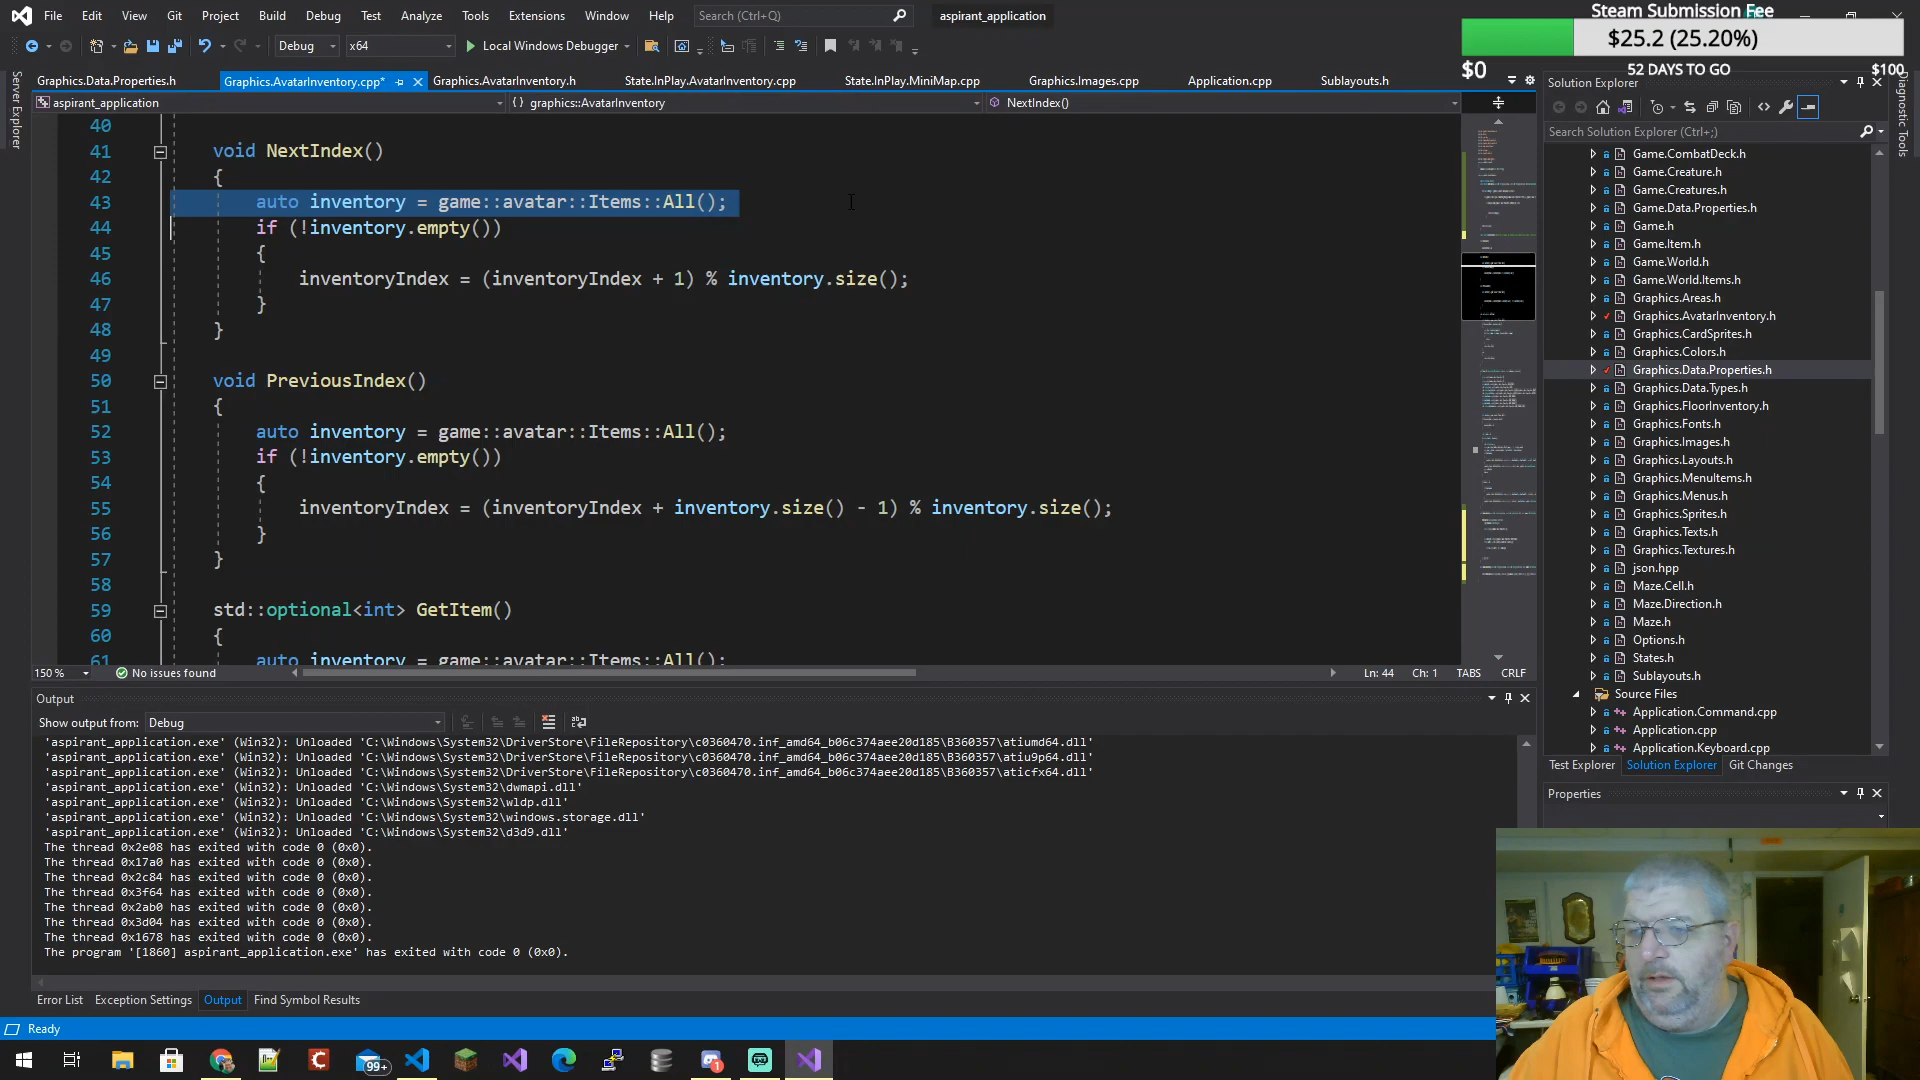 File Edit View Git Project Build Debug Test Analyze Tools Extensions Window Help Search (Ctrl+Q) aspirant_application
Steam Submission Fee
$25.2 (25.20%)
$0 52 DAYS TO GO $100
Debug x64 Local Windows Debugger
Graphics.Data.Properties.h Graphics.AvatarInventory.cpp* Graphics.AvatarInventory.h State.InPlay.AvatarInventory.cpp State.InPlay.MiniMap.cpp Graphics.Images.cpp Application.cpp Sublayouts.h
aspirant_application {} graphics::AvatarInventory NextIndex()
Server Explorer
40
41 void NextIndex()
42 {
43 auto inventory = game::avatar::Items::All();
44 if (!inventory.empty())
45 {
46 inventoryIndex = (inventoryIndex + 1) % inventory.size();
47 }
48 }
49
50 void PreviousIndex()
51 {
52 auto inventory = game::avatar::Items::All();
53 if (!inventory.empty())
54 {
55 inventoryIndex = (inventoryIndex + inventory.size() - 1) % inventory.size();
56 }
57 }
58
59 std::optional<int> GetItem()
60 {
61 auto inventory = game::avatar::Items::All();
150 % No issues found Ln: 44 Ch: 1 TABS CRLF
Output
Show output from: Debug
'aspirant_application.exe' (Win32): Unloaded 'C:\Windows\System32\DriverStore\FileRepository\c0360470.inf_amd64_b06c374aee20d185\B360357\atiumd64.dll'
'aspirant_application.exe' (Win32): Unloaded 'C:\Windows\System32\DriverStore\FileRepository\c0360470.inf_amd64_b06c374aee20d185\B360357\atiu9p64.dll'
'aspirant_application.exe' (Win32): Unloaded 'C:\Windows\System32\DriverStore\FileRepository\c0360470.inf_amd64_b06c374aee20d185\B360357\aticfx64.dll'
'aspirant_application.exe' (Win32): Unloaded 'C:\Windows\System32\dwmapi.dll'
'aspirant_application.exe' (Win32): Unloaded 'C:\Windows\System32\wldp.dll'
'aspirant_application.exe' (Win32): Unloaded 'C:\Windows\System32\windows.storage.dll'
'aspirant_application.exe' (Win32): Unloaded 'C:\Windows\System32\d3d9.dll'
The thread 0x2e08 has exited with code 0 (0x0).
The thread 0x17a0 has exited with code 0 (0x0).
The thread 0x2c84 has exited with code 0 (0x0).
The thread 0x3f64 has exited with code 0 (0x0).
The thread 0x2ab0 has exited with code 0 (0x0).
The thread 0x3d04 has exited with code 0 (0x0).
The thread 0x1678 has exited with code 0 (0x0).
The program '[1860] aspirant_application.exe' has exited with code 0 (0x0).
Error List Exception Settings Output Find Symbol Results
Ready
99+
1
Solution Explorer
Search Solution Explorer (Ctrl+;)
Game.CombatDeck.h
Game.Creature.h
Game.Creatures.h
Game.Data.Properties.h
Game.h
Game.Item.h
Game.World.h
Game.World.Items.h
Graphics.Areas.h
Graphics.AvatarInventory.h
Graphics.CardSprites.h
Graphics.Colors.h
Graphics.Data.Properties.h
Graphics.Data.Types.h
Graphics.FloorInventory.h
Graphics.Fonts.h
Graphics.Images.h
Graphics.Layouts.h
Graphics.MenuItems.h
Graphics.Menus.h
Graphics.Sprites.h
Graphics.Texts.h
Graphics.Textures.h
json.hpp
Maze.Cell.h
Maze.Direction.h
Maze.h
Options.h
States.h
Sublayouts.h
Source Files
Application.Command.cpp
Application.cpp
Application.Keyboard.cpp
Test Explorer Solution Explorer Git Changes
Properties
Diagnostic Tools